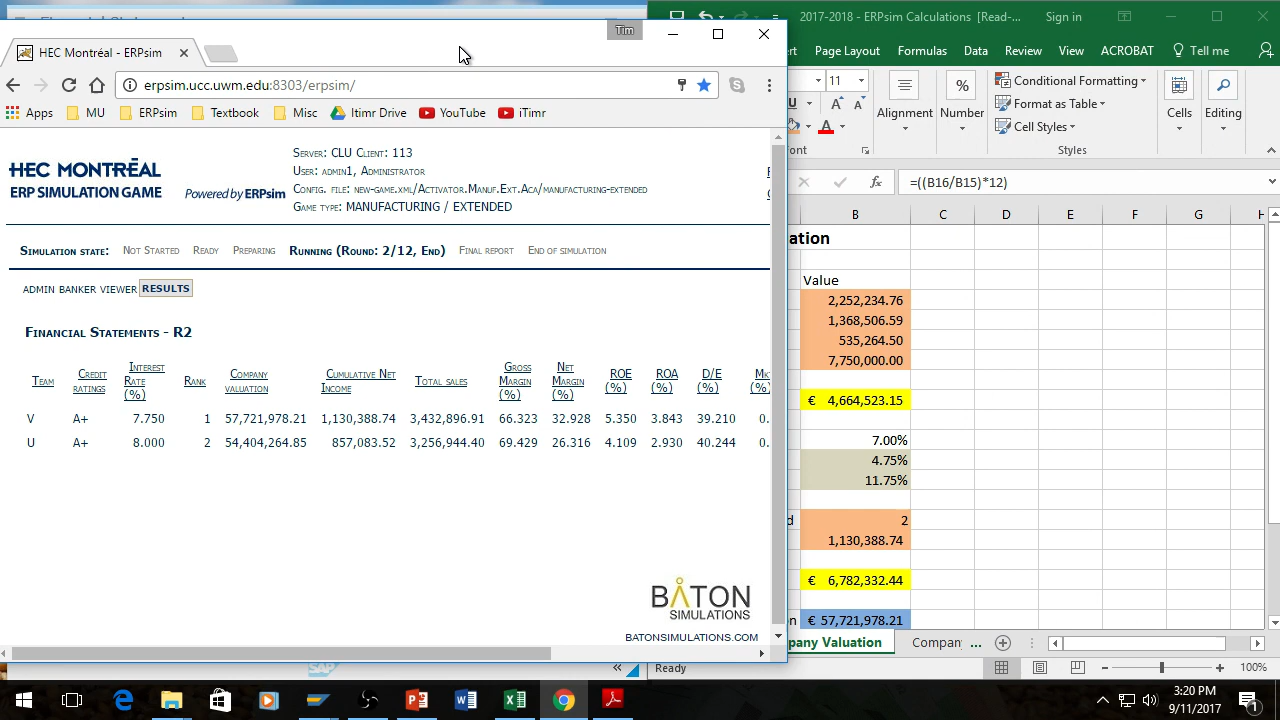 2017-2018 - ERPsim Calculations [Read-...
Sign in
Tim
HEC Montréal - ERPsim
Page Layout
Formulas
Data
Review
View
ACROBAT
Tell me
erpsim.ucc.uwm.edu:8303/erpsim/
Apps
MU
ERPsim
Textbook
Misc
Itimr Drive
YouTube
iTimr
11
U
A
A
A
Alignment
%
Number
Conditional Formatting
Format as Table
Cell Styles
Styles
Cells
Editing
ont
HEC MONTRÉAL
ERP SIMULATION GAME
Powered by ERPsim
Server: CLU Client: 113
User: admin1, Administrator
Config. file: new-game.xml/Activator.Manuf.Ext.Aca/manufacturing-extended
Game type: MANUFACTURING / EXTENDED
fx
=((B16/B15)*12)
B
C
D
E
F
G
H
Simulation state:
Not Started
Ready
Preparing
Running (Round: 2/12, End)
Final report
End of simulation
ADMIN BANKER VIEWER RESULTS
Financial Statements - R2
Team
Credit ratings
Interest Rate (%)
Rank
Company valuation
Cumulative Net Income
Total sales
Gross Margin (%)
Net Margin (%)
ROE (%)
ROA (%)
D/E (%)
Mk
(%)
V A+ 7.750 1 57,721,978.21 1,130,388.74 3,432,896.91 66.323 32.928 5.350 3.843 39.210 0.
U A+ 8.000 2 54,404,264.85 857,083.52 3,256,944.40 69.429 26.316 4.109 2.930 40.244 0.
BATON
SIMULATIONS
BATONSIMULATIONS.COM
ation
Value
2,252,234.76
1,368,506.59
535,264.50
7,750,000.00
€ 4,664,523.15
7.00%
4.75%
11.75%
d 2
1,130,388.74
€ 6,782,332.44
n € 57,721,978.21
pany Valuation
Company
...
SAP
Ready
100%
3:20 PM
9/11/2017
1